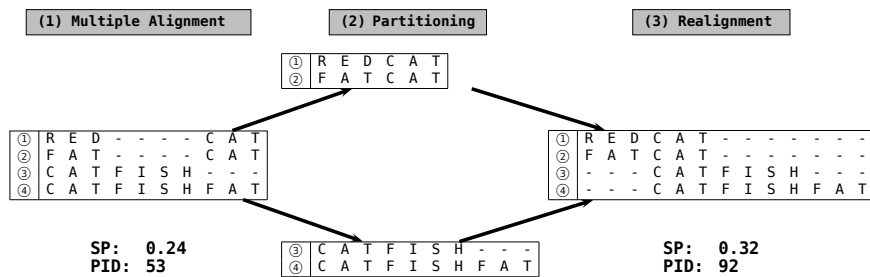 (1) Multiple Alignment (2) Partitioning (3) Realignment
① R E D C A T
② F A T C A T
① R E D - - - - C A T
② F A T - - - - C A T
③ C A T F I S H - - -
④ C A T F I S H F A T
① R E D C A T - - - - - - -
② F A T C A T - - - - - - -
③ - - - C A T F I S H - - -
④ - - - C A T F I S H F A T
③ C A T F I S H - - -
④ C A T F I S H F A T
SP: 0.24
PID: 53
SP: 0.32
PID: 92